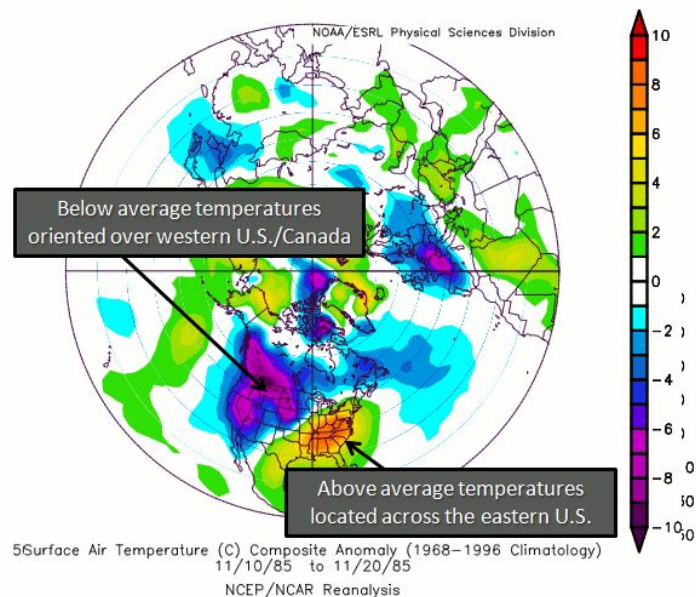 NOAA/ESRL Physical Sciences Division
10
8
6
4
2
0
-2
-4
-6
-8
-10
Below average temperatures
oriented over western U.S./Canada
Above average temperatures
located across the eastern U.S.
Surface Air Temperature (C) Composite Anomaly (1968-1996 Climatology)
11/10/85 to 11/20/85
NCEP/NCAR Reanalysis